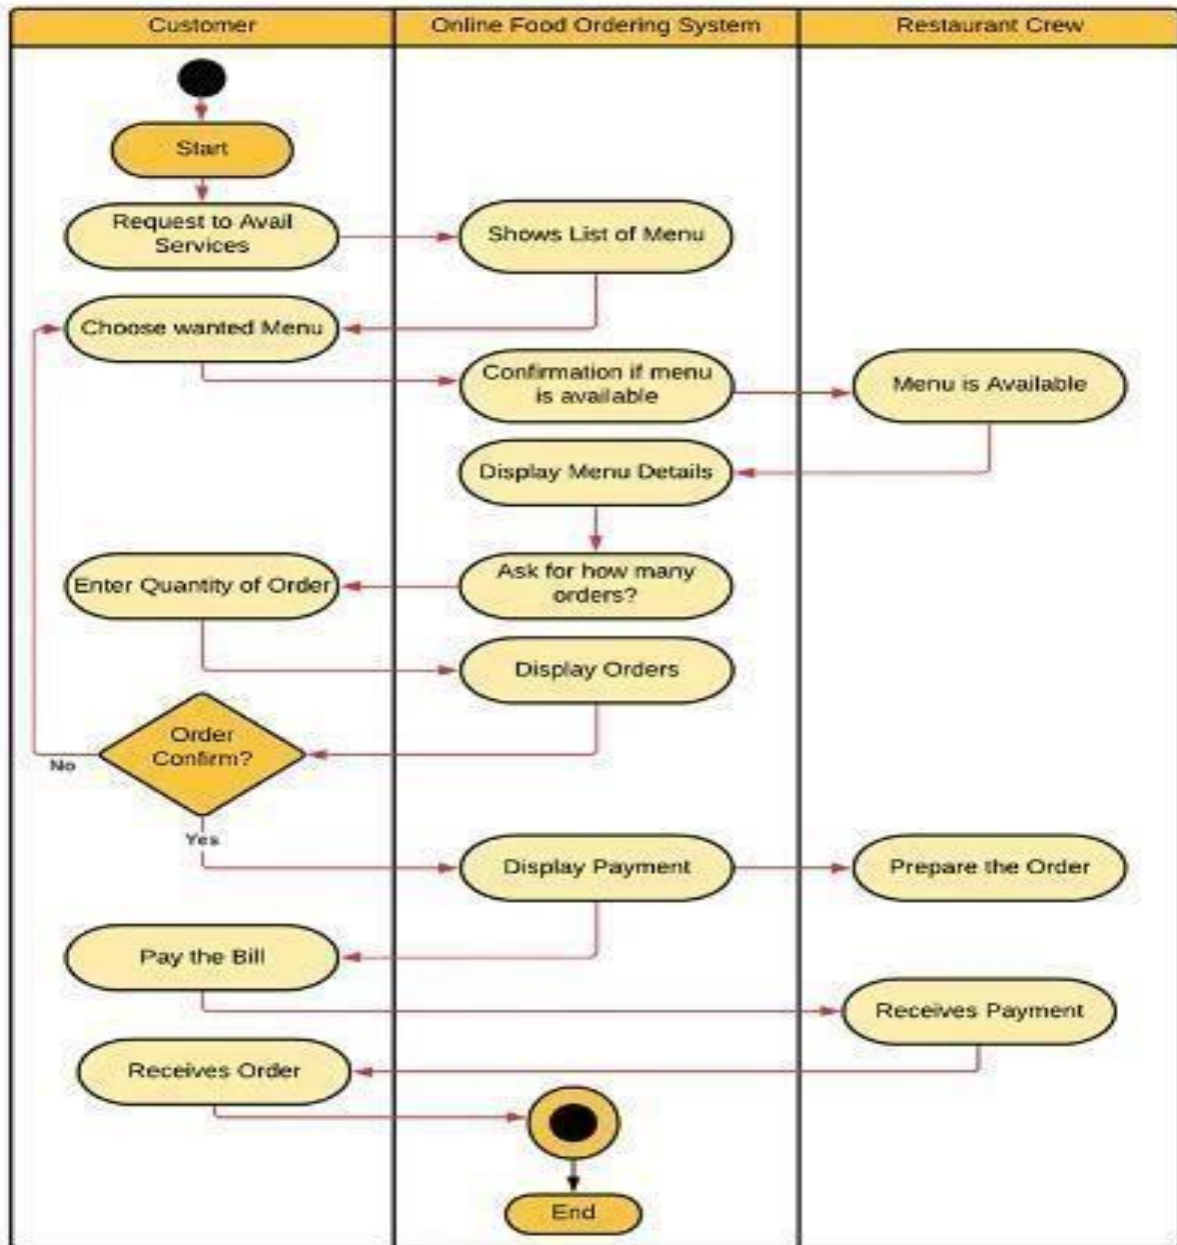 Customer
Online Food Ordering System
Restaurant Crew
Start
Request to Avail
Services
Shows List of Menu
Choose wanted Menu
Confirmation if menu
is available
Menu is Available
Display Menu Details
Enter Quantity of Order
Ask for how many
orders?
Display Orders
Order
Confirm?
No
Yes
Display Payment
Prepare the Order
Pay the Bill
Receives Payment
Receives Order
End